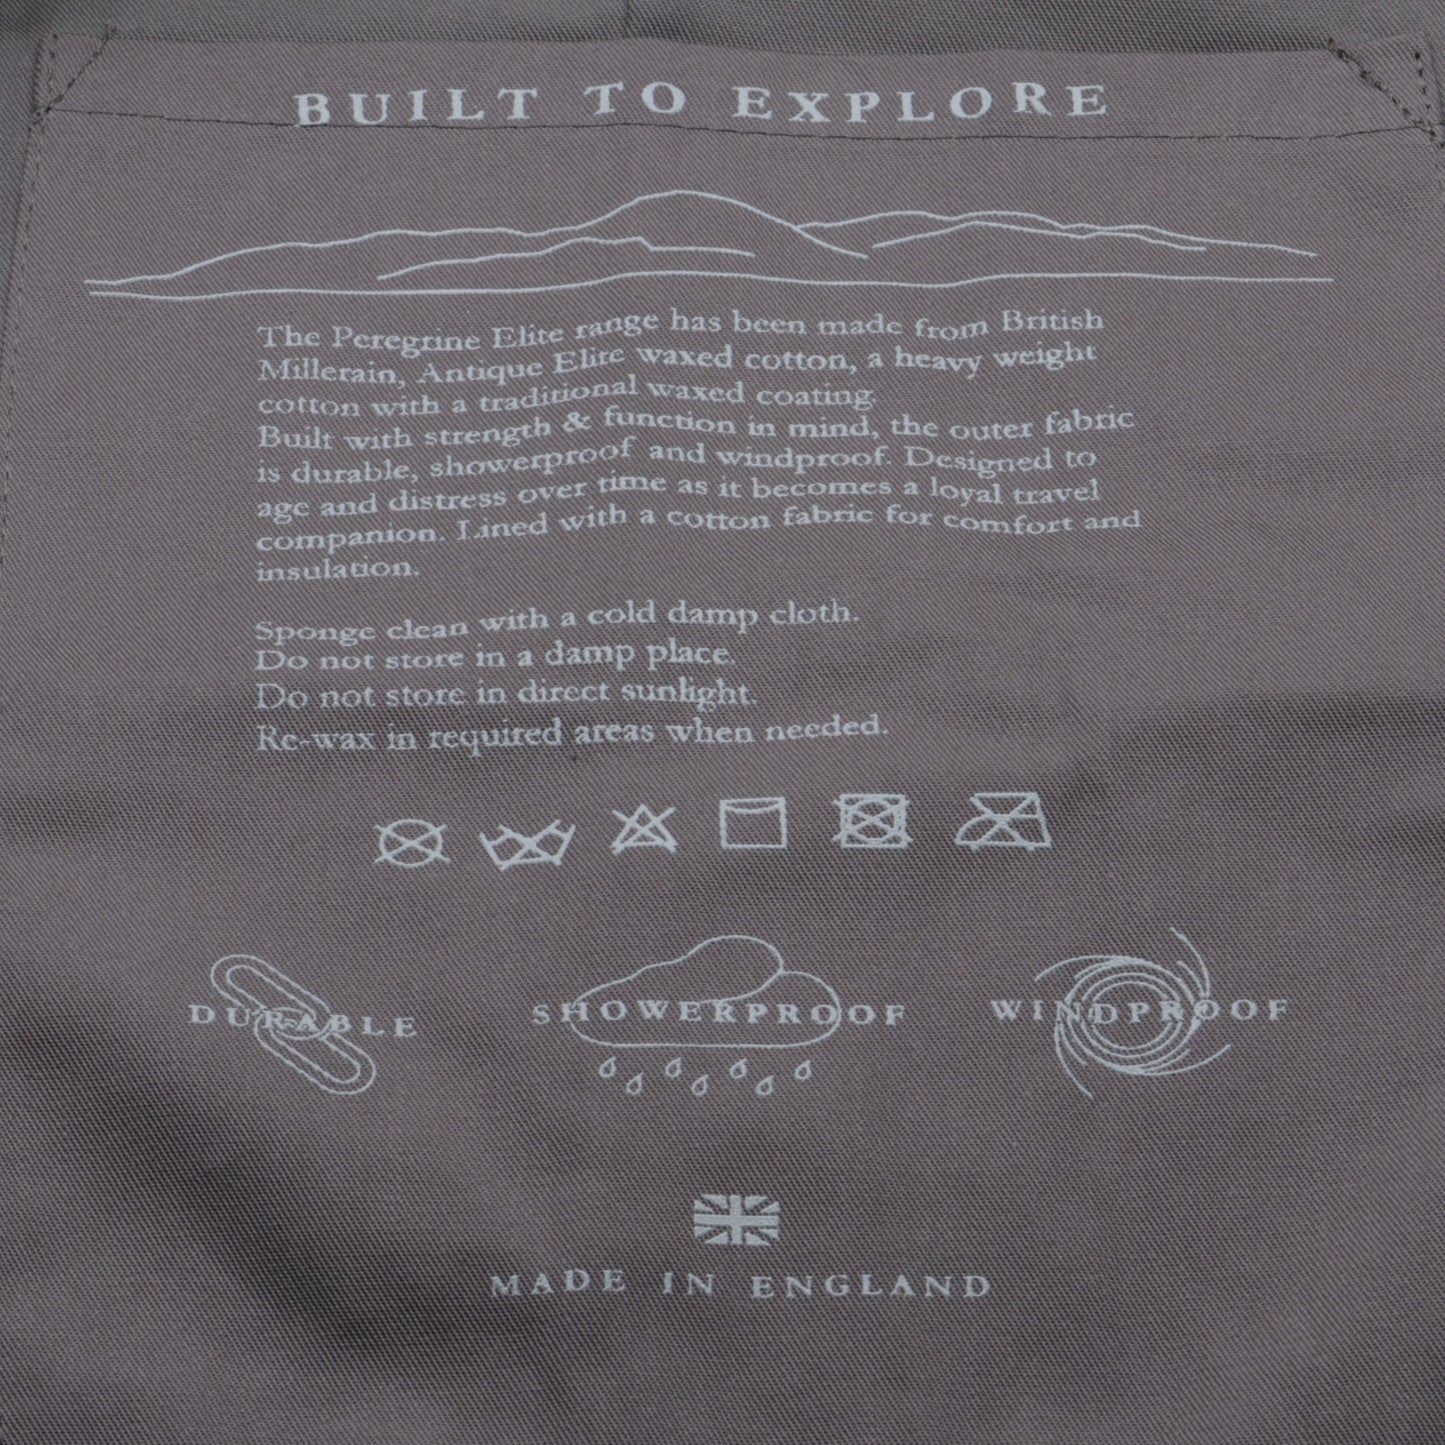 BUILT TO EXPLORE
The Peregrine Elite range has been made from British
Millerain, Antique Elite waxed cotton, a heavy weight
cotton with a traditional waxed coating.
Built with strength & function in mind, the outer fabric
is durable, showerproof and windproof. Designed to
age and distress over time as it becomes a loyal travel
companion. Lined with a cotton fabric for comfort and
insulation.
Sponge clean with a cold damp cloth.
Do not store in a damp place.
Do not store in direct sunlight.
Re-wax in required areas when needed.
DURABLE SHOWERPROOF WINDPROOF
MADE IN ENGLAND